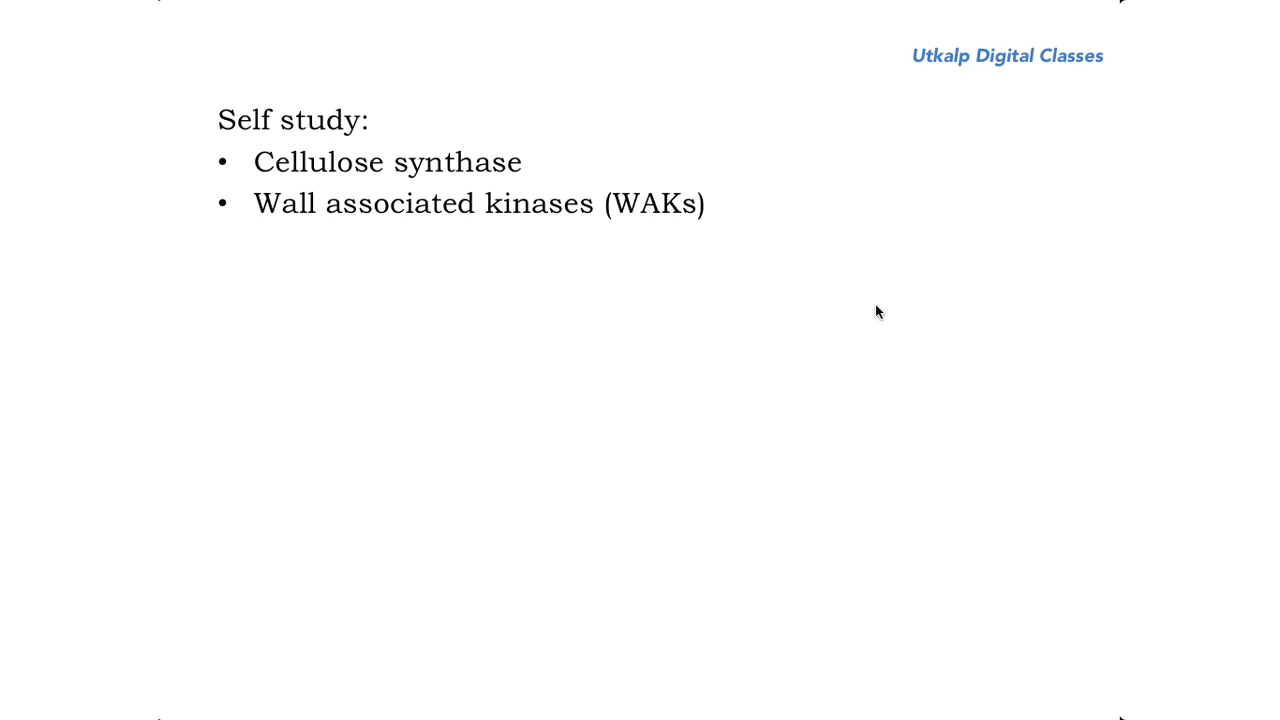 Utkalp Digital Classes
Self study:
• Cellulose synthase
• Wall associated kinases (WAKs)